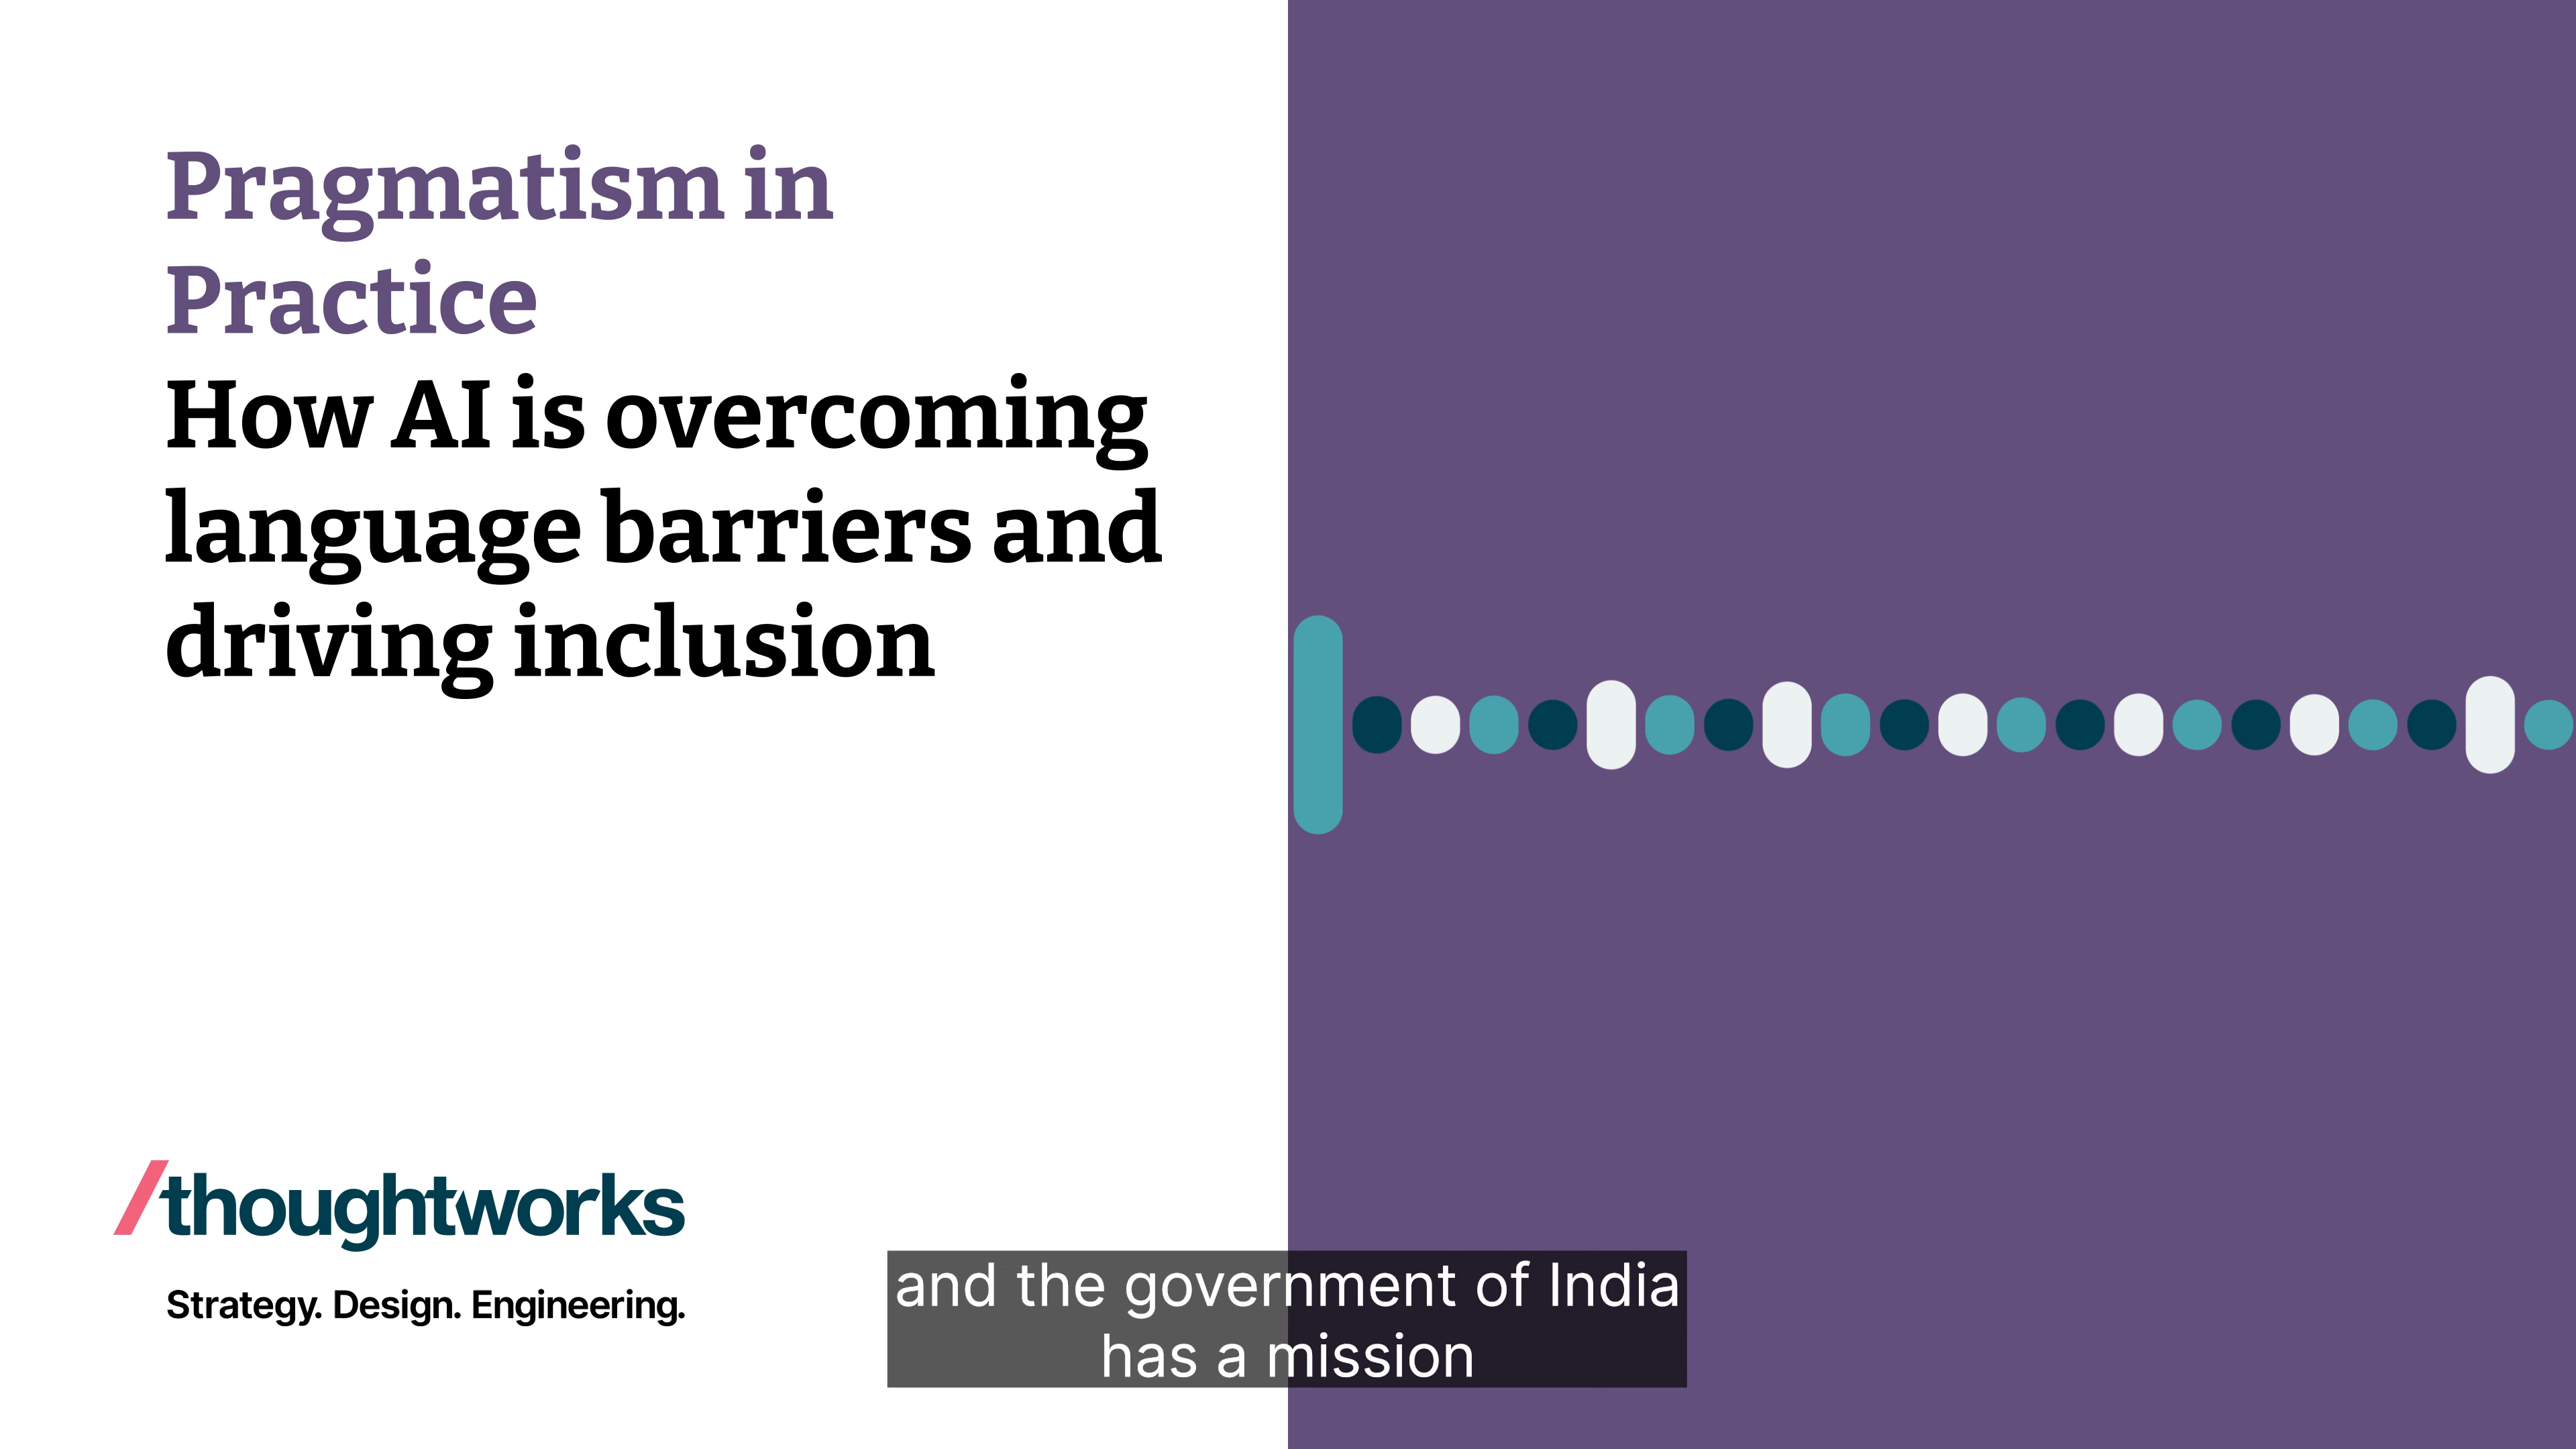 Pragmatism in
Practice
How AI is overcoming
language barriers and
driving inclusion
/thoughtworks
Strategy. Design. Engineering.
and the government of India
has a mission